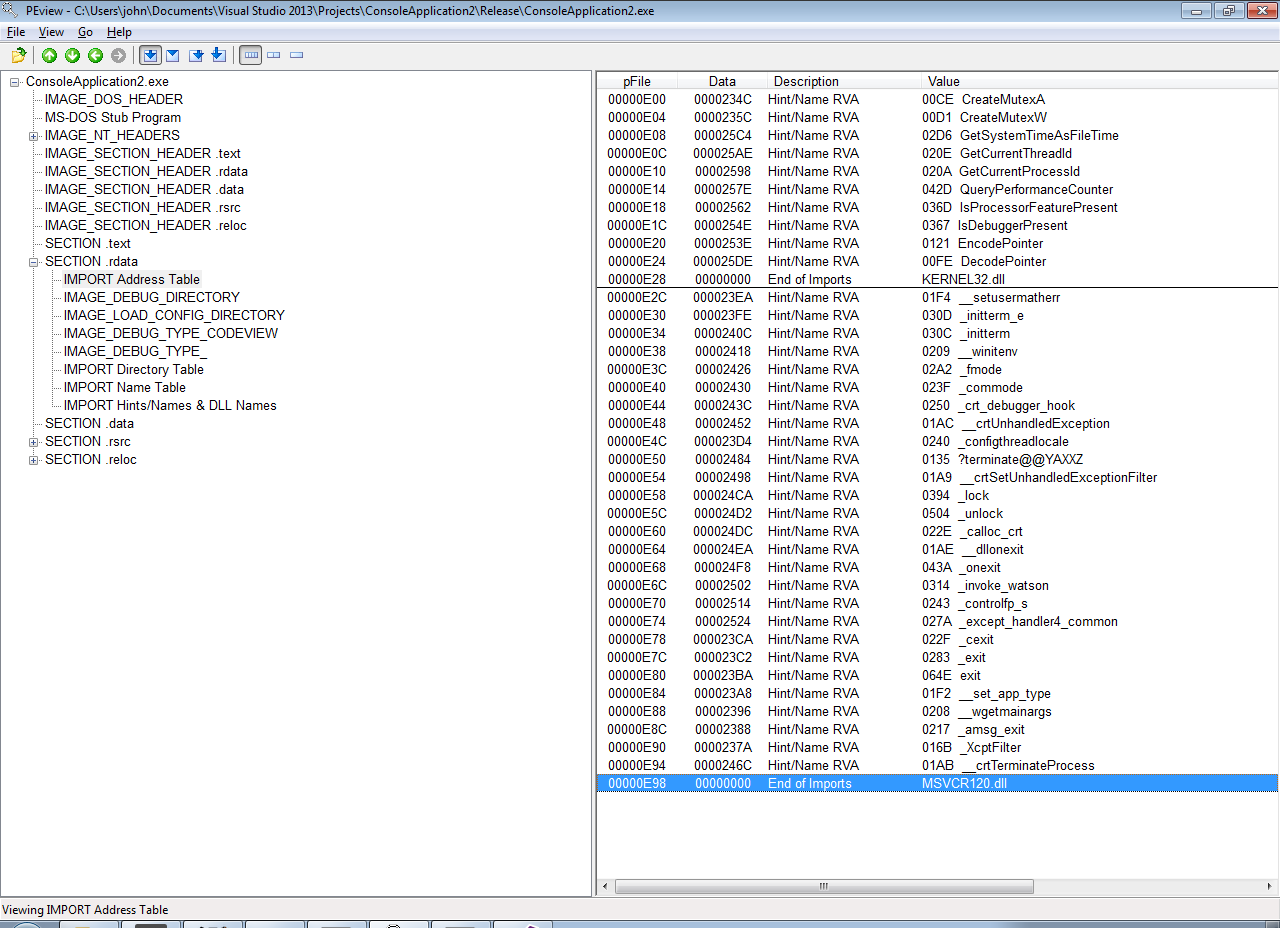 PEview - C:\Users\john\Documents\Visual Studio 2013\Projects\ConsoleApplication2\Release\ConsoleApplication2.exe
File View Go Help
ConsoleApplication2.exe
IMAGE_DOS_HEADER
MS-DOS Stub Program
IMAGE_NT_HEADERS
IMAGE_SECTION_HEADER .text
IMAGE_SECTION_HEADER .rdata
IMAGE_SECTION_HEADER .data
IMAGE_SECTION_HEADER .rsrc
IMAGE_SECTION_HEADER .reloc
SECTION .text
SECTION .rdata
IMPORT Address Table
IMAGE_DEBUG_DIRECTORY
IMAGE_LOAD_CONFIG_DIRECTORY
IMAGE_DEBUG_TYPE_CODEVIEW
IMAGE_DEBUG_TYPE_
IMPORT Directory Table
IMPORT Name Table
IMPORT Hints/Names & DLL Names
SECTION .data
SECTION .rsrc
SECTION .reloc
pFile Data Description Value
00000E00 0000234C Hint/Name RVA 00CE CreateMutexA
00000E04 0000235C Hint/Name RVA 00D1 CreateMutexW
00000E08 000025C4 Hint/Name RVA 02D6 GetSystemTimeAsFileTime
00000E0C 000025AE Hint/Name RVA 020E GetCurrentThreadId
00000E10 00002598 Hint/Name RVA 020A GetCurrentProcessId
00000E14 0000257E Hint/Name RVA 042D QueryPerformanceCounter
00000E18 00002562 Hint/Name RVA 036D IsProcessorFeaturePresent
00000E1C 0000254E Hint/Name RVA 0367 IsDebuggerPresent
00000E20 0000253E Hint/Name RVA 0121 EncodePointer
00000E24 000025DE Hint/Name RVA 00FE DecodePointer
00000E28 00000000 End of Imports KERNEL32.dll
00000E2C 000023EA Hint/Name RVA 01F4 __setusermatherr
00000E30 000023FE Hint/Name RVA 030D _initterm_e
00000E34 0000240C Hint/Name RVA 030C _initterm
00000E38 00002418 Hint/Name RVA 0209 __winitenv
00000E3C 00002426 Hint/Name RVA 02A2 _fmode
00000E40 00002430 Hint/Name RVA 023F _commode
00000E44 0000243C Hint/Name RVA 0250 _crt_debugger_hook
00000E48 00002452 Hint/Name RVA 01AC __crtUnhandledException
00000E4C 000023D4 Hint/Name RVA 0240 _configthreadlocale
00000E50 00002484 Hint/Name RVA 0135 ?terminate@@YAXXZ
00000E54 00002498 Hint/Name RVA 01A9 __crtSetUnhandledExceptionFilter
00000E58 000024CA Hint/Name RVA 0394 _lock
00000E5C 000024D2 Hint/Name RVA 0504 _unlock
00000E60 000024DC Hint/Name RVA 022E _calloc_crt
00000E64 000024EA Hint/Name RVA 01AE __dllonexit
00000E68 000024F8 Hint/Name RVA 043A _onexit
00000E6C 00002502 Hint/Name RVA 0314 _invoke_watson
00000E70 00002514 Hint/Name RVA 0243 _controlfp_s
00000E74 00002524 Hint/Name RVA 027A _except_handler4_common
00000E78 000023CA Hint/Name RVA 022F _cexit
00000E7C 000023C2 Hint/Name RVA 0283 _exit
00000E80 000023BA Hint/Name RVA 064E exit
00000E84 000023A8 Hint/Name RVA 01F2 __set_app_type
00000E88 00002396 Hint/Name RVA 0208 __wgetmainargs
00000E8C 00002388 Hint/Name RVA 0217 _amsg_exit
00000E90 0000237A Hint/Name RVA 016B _XcptFilter
00000E94 0000246C Hint/Name RVA 01AB __crtTerminateProcess
00000E98 00000000 End of Imports MSVCR120.dll
Viewing IMPORT Address Table